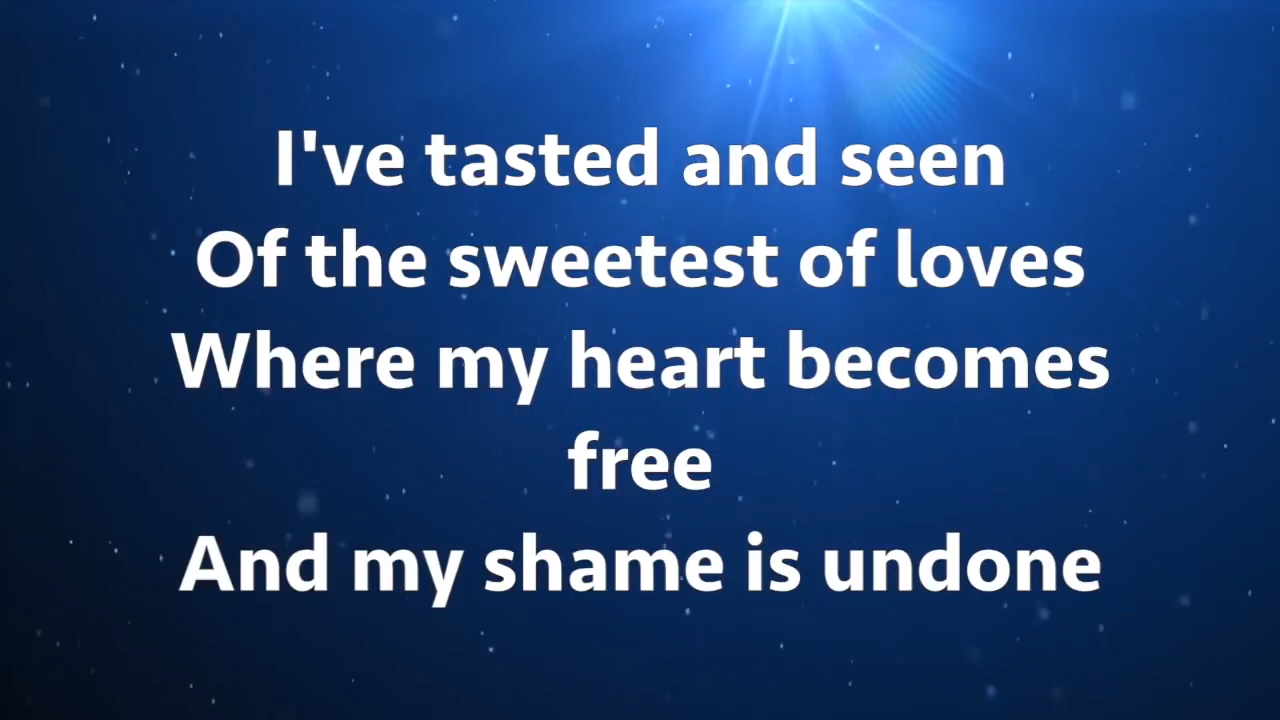 I've tasted and seen
Of the sweetest of loves
Where my heart becomes
free
And my shame is undone